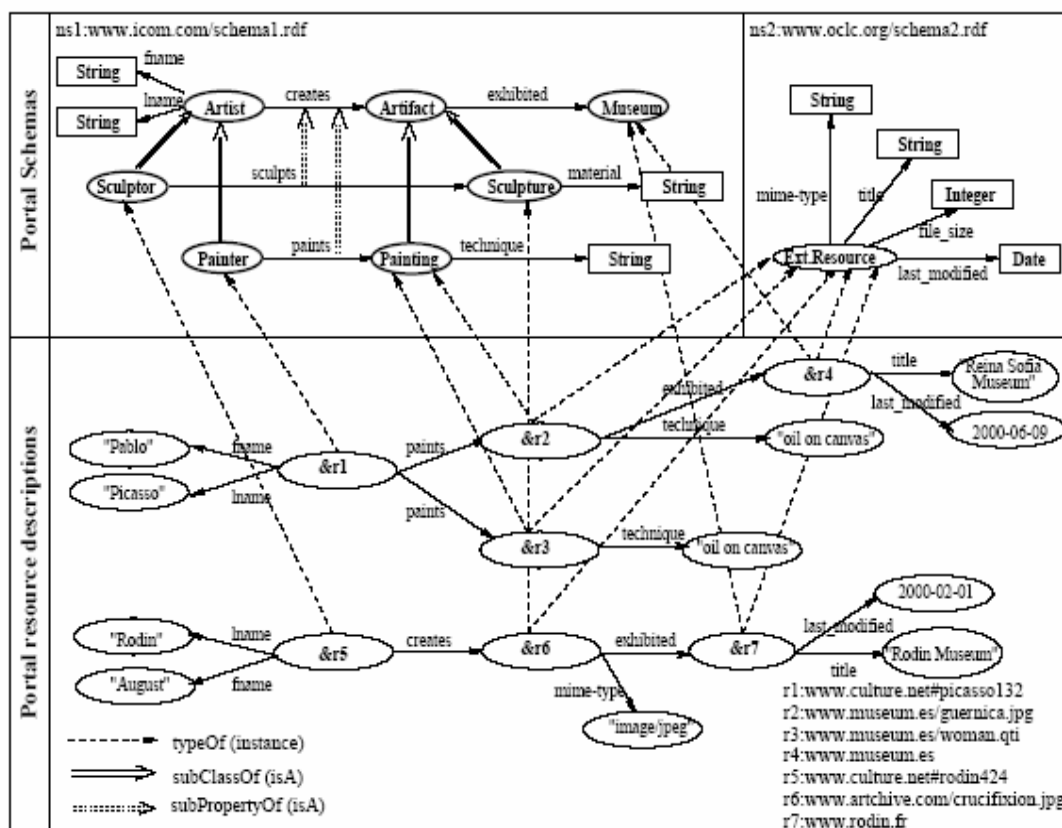 ns1:www.icom.com/schema1.rdf
ns2:www.oclc.org/schema2.rdf
Portal Schemas
fname
String
lname
String
Artist
creates
Artifact
exhibited
Museum
Sculptor
sculpts
Sculpture
material
String
Painter
paints
Painting
technique
String
String
String
mime-type
title
Integer
file_size
Ext.Resource
last_modified
Date
Portal resource descriptions
&r4
title
"Reina Sofia
Museum"
exhibited
last_modified
2000-06-09
"Pablo"
fname
&r1
paints
&r2
technique
"oil on canvas"
"Picasso"
lname
paints
&r3
technique
"oil on canvas"
2000-02-01
"Rodin"
lname
&r5
creates
&r6
exhibited
&r7
last_modified
"Rodin Museum"
title
"August"
fname
mime-type
"image/jpeg"
typeOf (instance)
subClassOf (isA)
subPropertyOf (isA)
r1:www.culture.net#picasso132
r2:www.museum.es/guernica.jpg
r3:www.museum.es/woman.qti
r4:www.museum.es
r5:www.culture.net#rodin424
r6:www.artchive.com/crucifixion.jpg
r7:www.rodin.fr